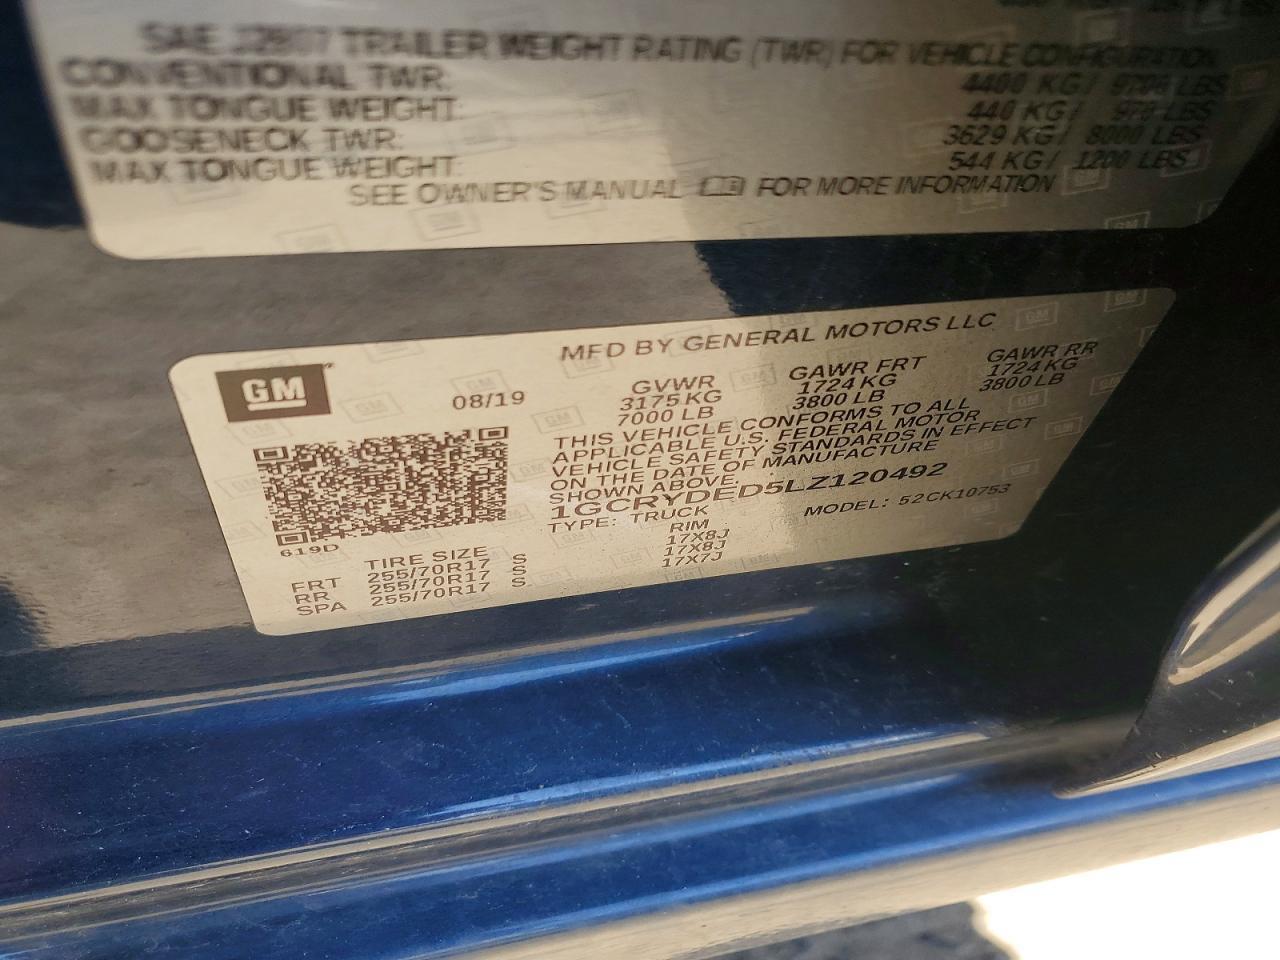 SAE J2807 TRAILER WEIGHT RATING (TWR) FOR VEHICLE CONFIGURATION
CONVENTIONAL TWR: 4400 KG/ 9700 LBS
MAX TONGUE WEIGHT: 440 KG/ 970 LBS
GOOSENECK TWR: 3629 KG/ 8000 LBS
MAX TONGUE WEIGHT: 544 KG/ 1200 LBS
SEE OWNER'S MANUAL FOR MORE INFORMATION
GM
MFD BY GENERAL MOTORS LLC
08/19
GVWR GAWR FRT GAWR RR
3175 KG 1724 KG 1724 KG
7000 LB 3800 LB 3800 LB
THIS VEHICLE CONFORMS TO ALL
APPLICABLE U.S. FEDERAL MOTOR
VEHICLE SAFETY STANDARDS IN EFFECT
ON THE DATE OF MANUFACTURE
SHOWN ABOVE.
1GCRYDED5LZ120492
TYPE: TRUCK MODEL: 52CK10753
619D
TIRE SIZE RIM
FRT 255/70R17 S 17X8J
RR 255/70R17 S 17X8J
SPA 255/70R17 S 17X7J